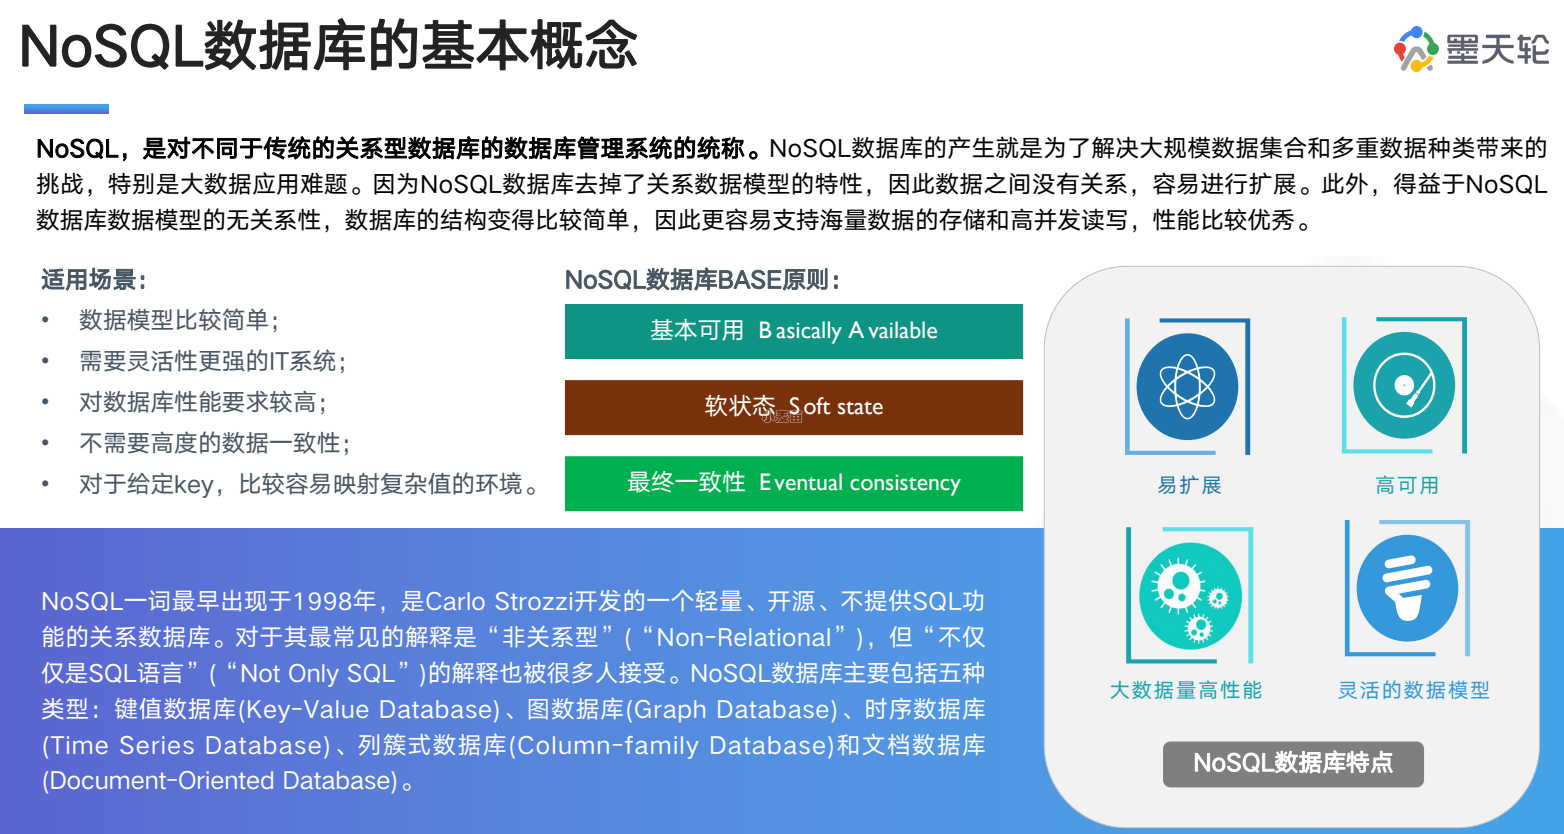 NoSQL数据库的基本概念
墨天轮
NoSQL，是对不同于传统的关系型数据库的数据库管理系统的统称。NoSQL数据库的产生就是为了解决大规模数据集合和多重数据种类带来的
挑战，特别是大数据应用难题。因为NoSQL数据库去掉了关系数据模型的特性，因此数据之间没有关系，容易进行扩展。此外，得益于NoSQL
数据库数据模型的无关系性，数据库的结构变得比较简单，因此更容易支持海量数据的存储和高并发读写，性能比较优秀。
适用场景：
• 数据模型比较简单；
• 需要灵活性更强的IT系统；
• 对数据库性能要求较高；
• 不需要高度的数据一致性；
• 对于给定key，比较容易映射复杂值的环境。
NoSQL数据库BASE原则：
基本可用 B asically A vailable
软状态 S oft state
最终一致性 E ventual consistency
易扩展
高可用
大数据量高性能
灵活的数据模型
NoSQL数据库特点
NoSQL一词最早出现于1998年，是Carlo Strozzi开发的一个轻量、开源、不提供SQL功
能的关系数据库。对于其最常见的解释是“非关系型”(“Non-Relational”)，但“不仅
仅是SQL语言”(“Not Only SQL”)的解释也被很多人接受。NoSQL数据库主要包括五种
类型：键值数据库(Key-Value Database)、图数据库(Graph Database)、时序数据库
(Time Series Database)、列簇式数据库(Column-family Database)和文档数据库
(Document-Oriented Database)。